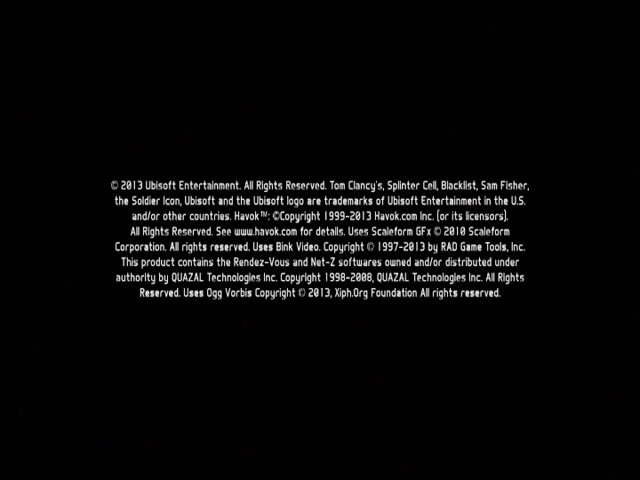 © 2013 Ubisoft Entertainment. All Rights Reserved. Tom Clancy's, Splinter Cell, Blacklist, Sam Fisher,
the Soldier Icon, Ubisoft and the Ubisoft logo are trademarks of Ubisoft Entertainment in the U.S.
and/or other countries. Havok™: ©Copyright 1999-2013 Havok.com Inc. (or its licensors).
All Rights Reserved. See www.havok.com for details. Uses Scaleform GFx © 2010 Scaleform
Corporation. All rights reserved. Uses Bink Video. Copyright © 1997-2013 by RAD Game Tools, Inc.
This product contains the Rendez-Vous and Net-Z softwares owned and/or distributed under
authority by QUAZAL Technologies Inc. Copyright 1998-2008, QUAZAL Technologies Inc. All Rights
Reserved. Uses Ogg Vorbis Copyright © 2013, Xiph.Org Foundation All rights reserved.